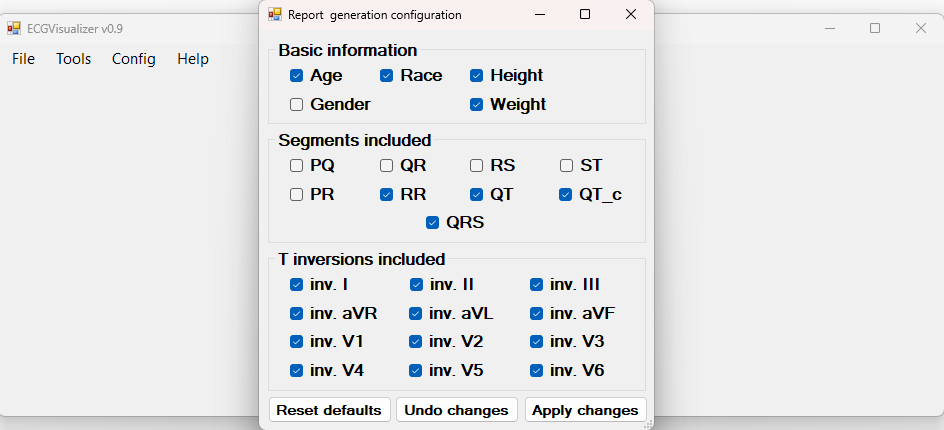 ECGVisualizer v0.9
File Tools Config Help
Report generation configuration
Basic information
Age Race Height
Gender Weight
Segments included
PQ QR RS ST
PR RR QT QT_c
QRS
T inversions included
inv. I inv. II inv. III
inv. aVR inv. aVL inv. aVF
inv. V1 inv. V2 inv. V3
inv. V4 inv. V5 inv. V6
Reset defaults Undo changes Apply changes